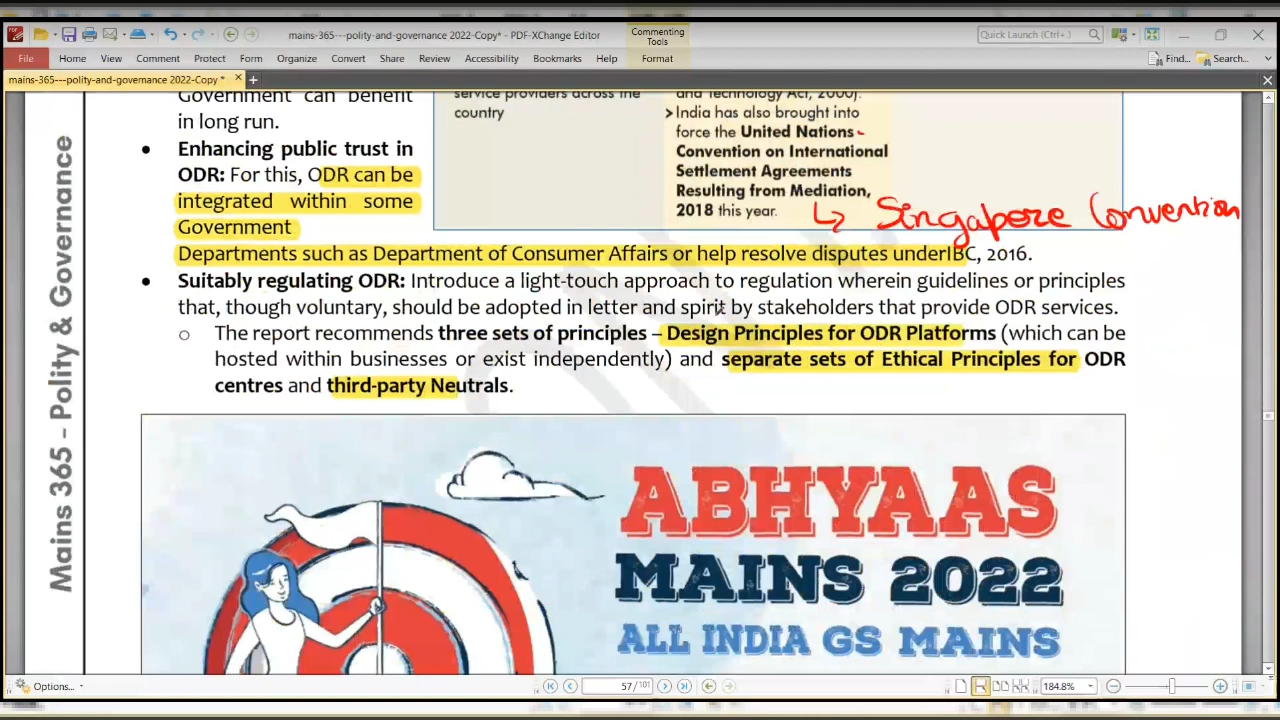 mains-365---polity-and-governance 2022-Copy* - PDF-XChange Editor
Commenting Tools
Quick Launch (Ctrl+.)
File Home View Comment Protect Form Organize Convert Share Review Accessibility Bookmarks Help Format Find... Search...
mains-365---polity-and-governance 2022-Copy *
Government can benefit
in long run.
• Enhancing public trust in
ODR: For this, ODR can be
integrated within some
Government
Departments such as Department of Consumer Affairs or help resolve disputes underIBC, 2016.
service providers across the
country
and Technology Act, 2000).
India has also brought into
force the United Nations
Convention on International
Settlement Agreements
Resulting from Mediation,
2018 this year.
Singapore Convention
• Suitably regulating ODR: Introduce a light-touch approach to regulation wherein guidelines or principles
that, though voluntary, should be adopted in letter and spirit by stakeholders that provide ODR services.
o The report recommends three sets of principles – Design Principles for ODR Platforms (which can be
hosted within businesses or exist independently) and separate sets of Ethical Principles for ODR
centres and third-party Neutrals.
Mains 365 – Polity & Governance
ABHYAAS
MAINS 2022
ALL INDIA GS MAINS
Options...
57 /101
184.8%